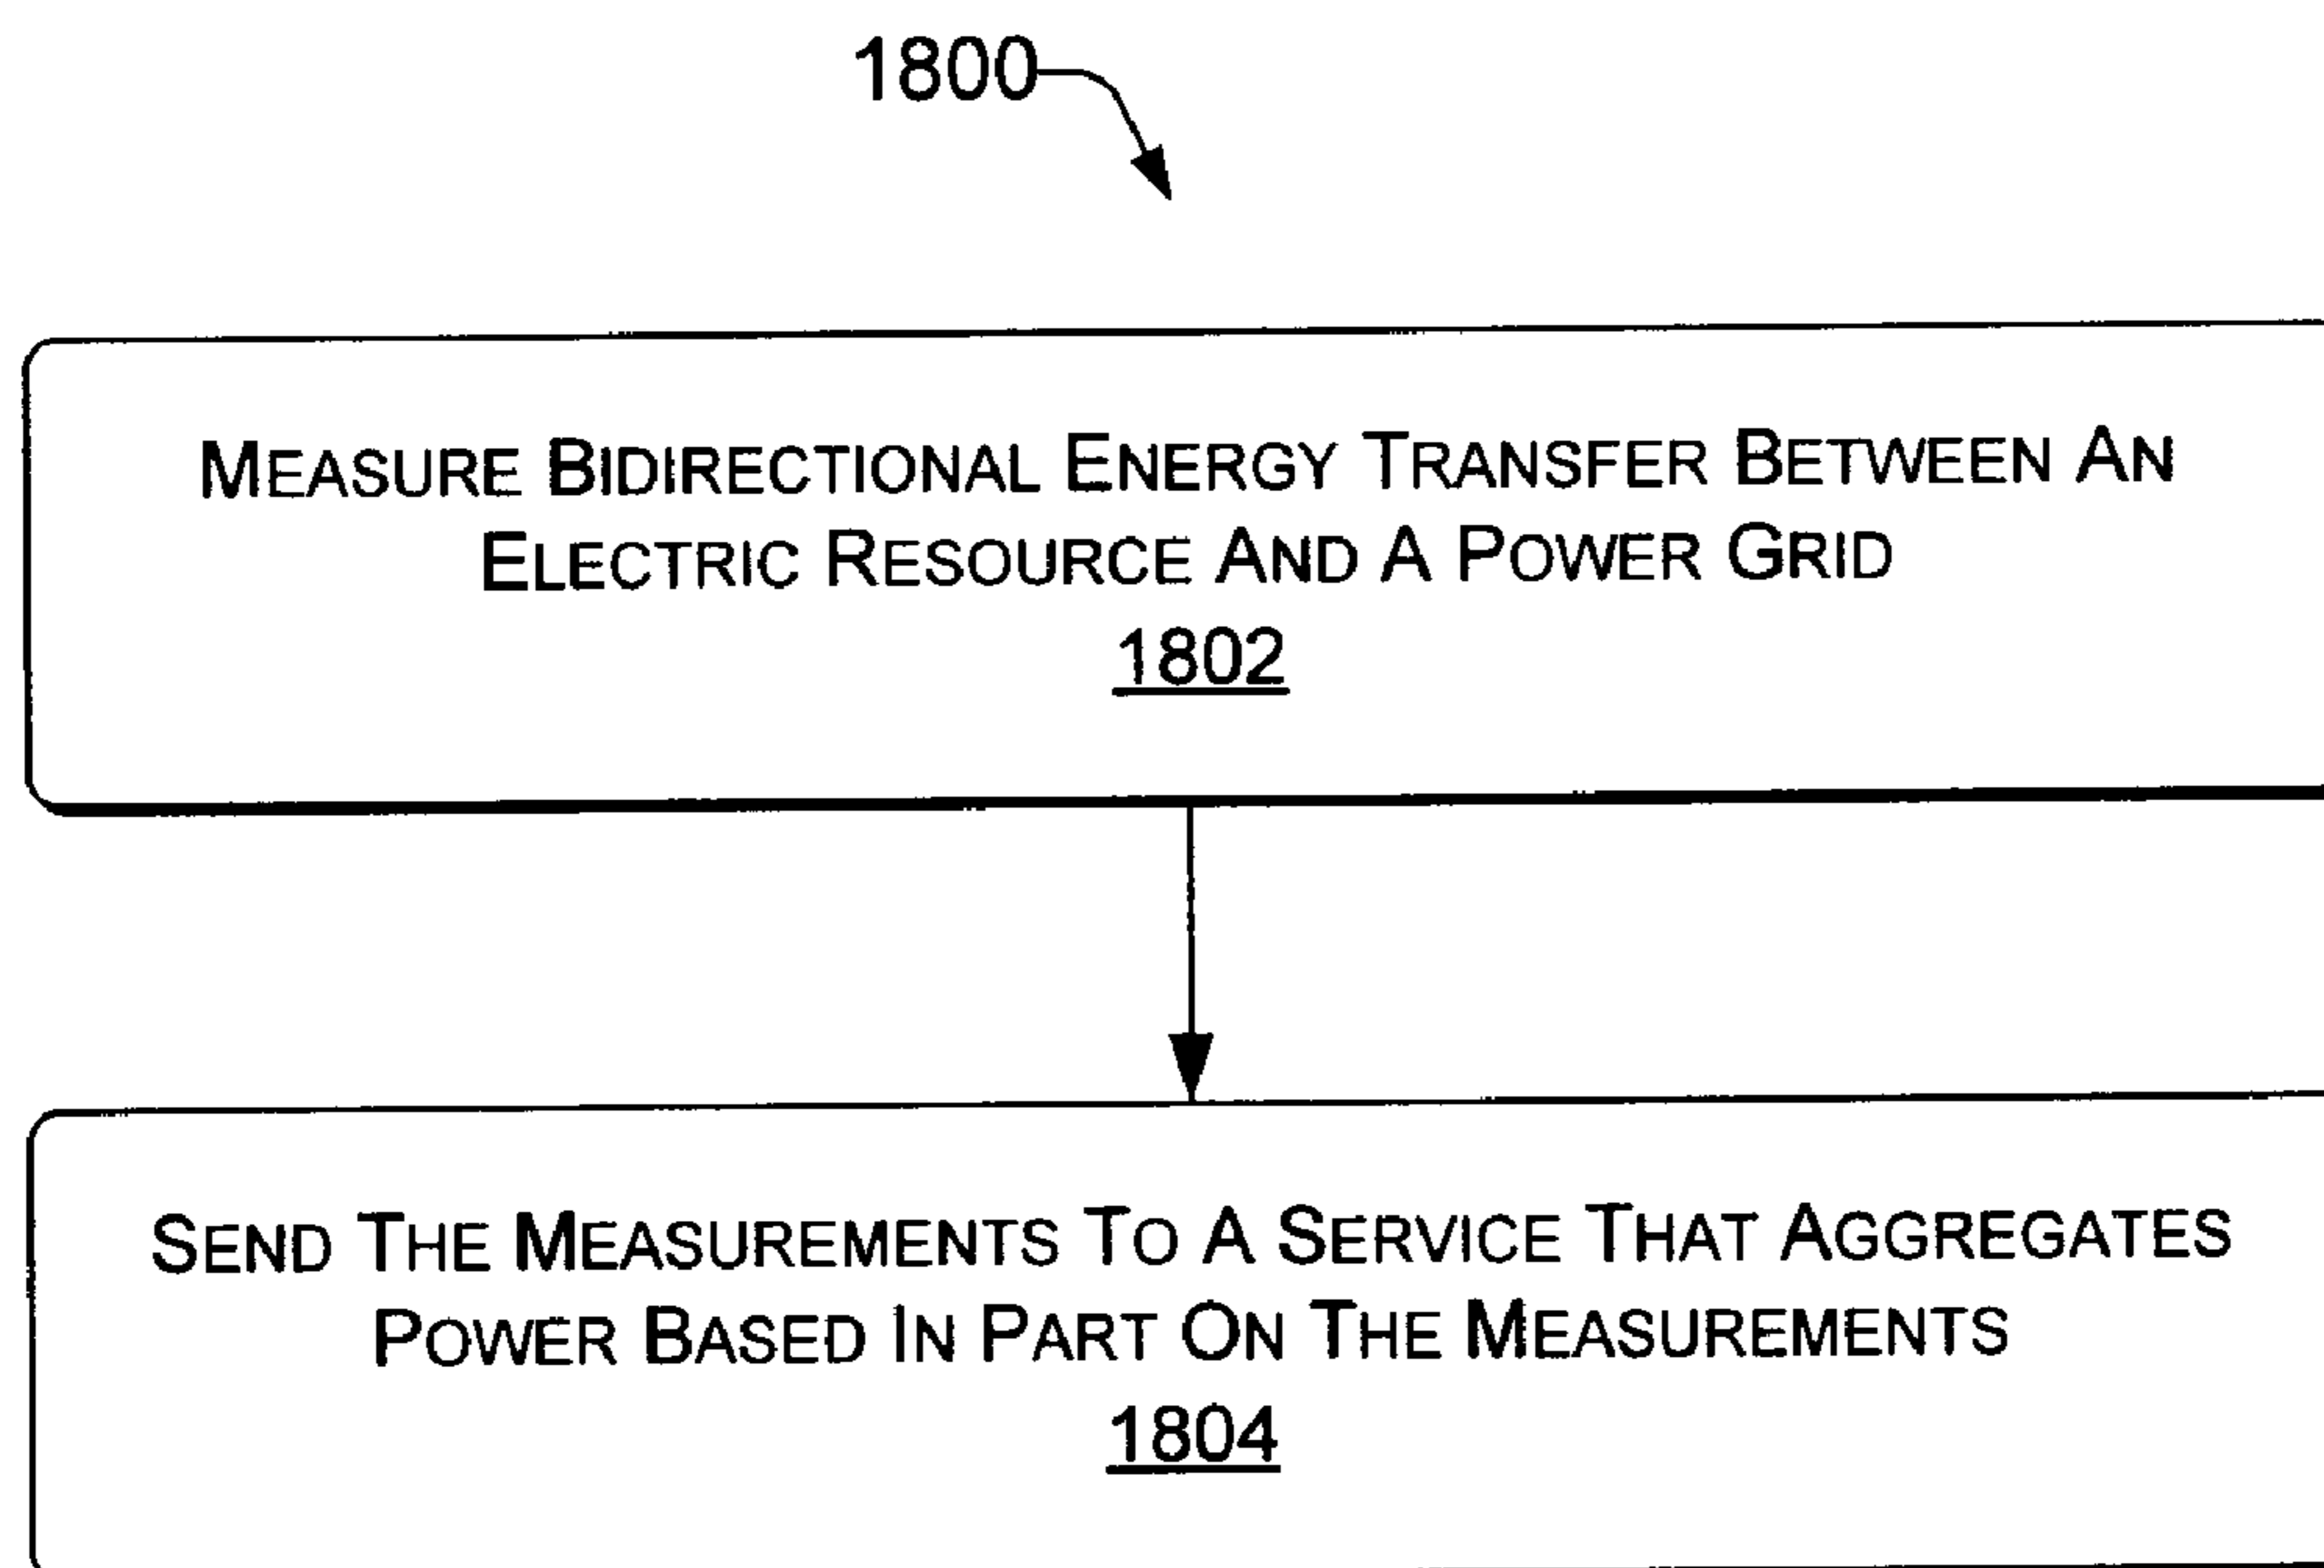 1800
MEASURE BIDIRECTIONAL ENERGY TRANSFER BETWEEN AN
ELECTRIC RESOURCE AND A POWER GRID
1802
SEND THE MEASUREMENTS TO A SERVICE THAT AGGREGATES
POWER BASED IN PART ON THE MEASUREMENTS
1804